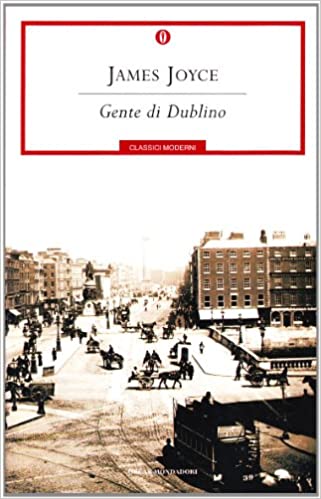 JAMES JOYCE
Gente di Dublino
CLASSICI MODERNI
OSCAR MONDADORI